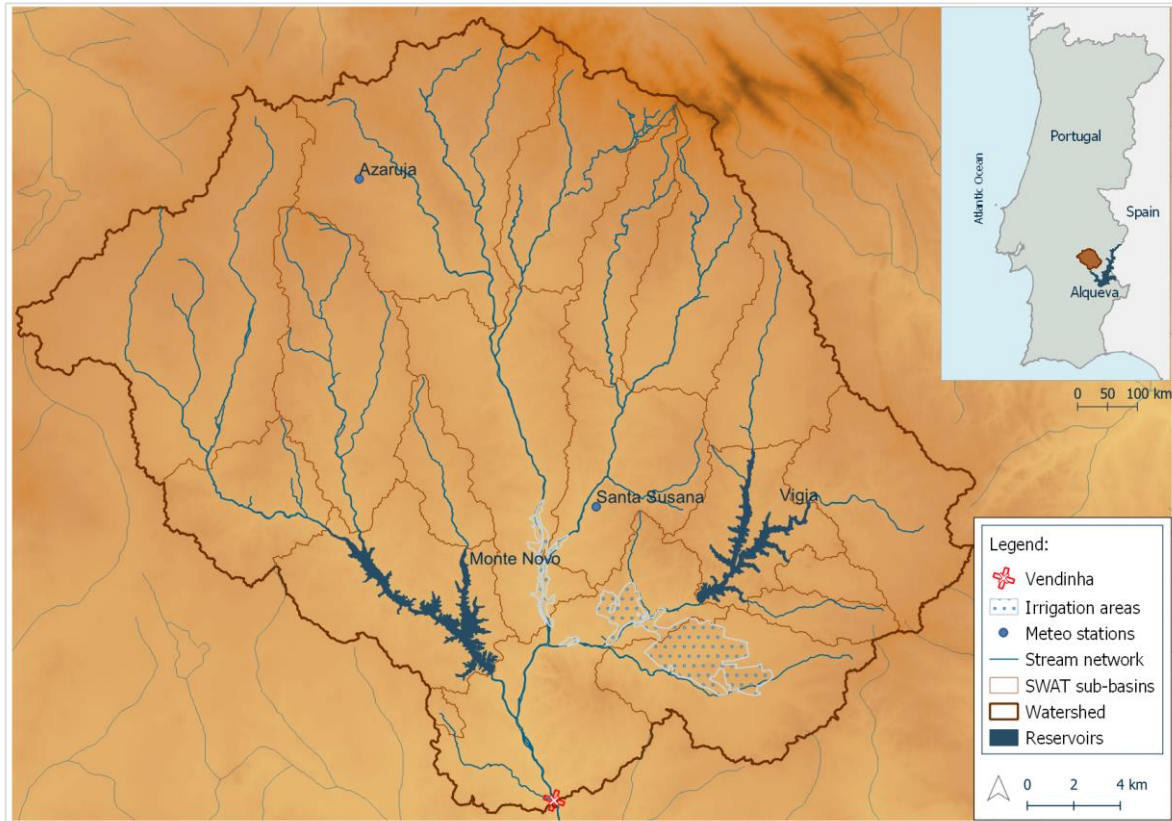 Azaruja
Santa Susana
Vigia
Monte Novo
Portugal
Atlantic Ocean
Spain
Alqueva
0 50 100 km
Legend:
Vendinha
Irrigation areas
Meteo stations
Stream network
SWAT sub-basins
Watershed
Reservoirs
0 2 4 km